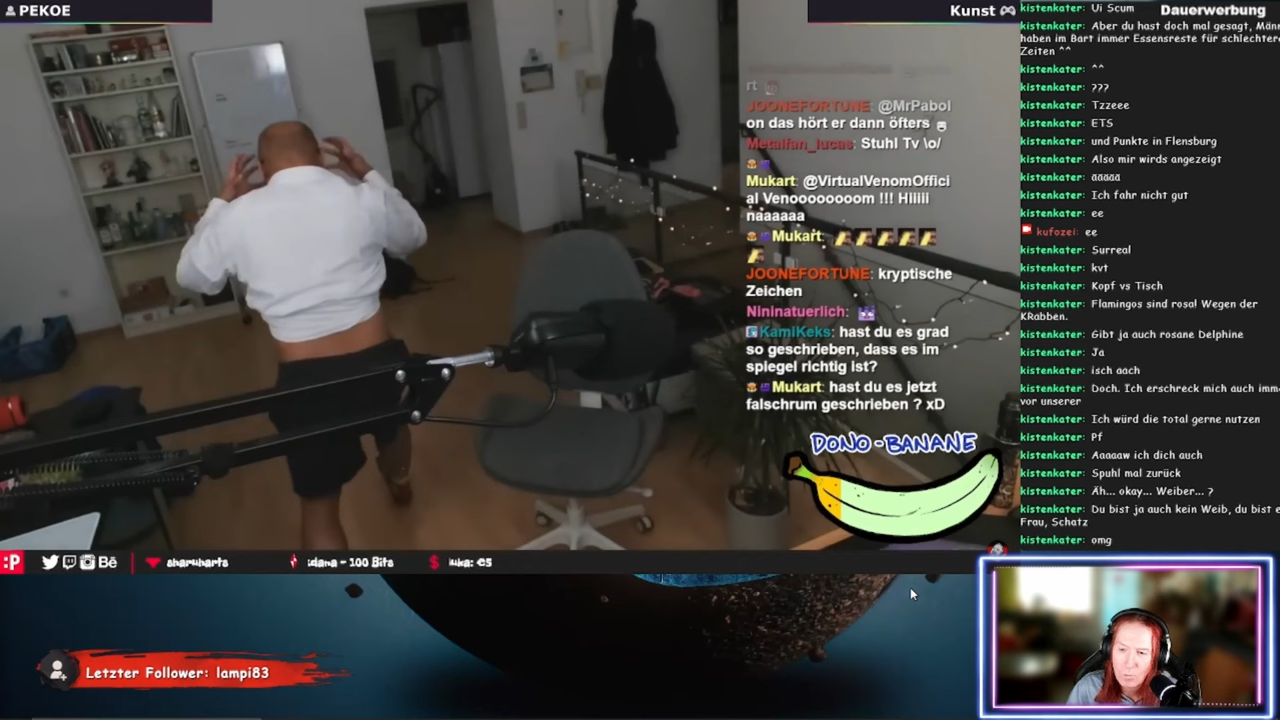 PEKOE
Kunst
rt
JOONEFORTUNE: @MrPabol
on das hört er dann öfters
Metalfan_lucas: Stuhl Tv \o/
Mukart: @VirtualVenomOffici
al Venoooooooom !!! HIiiii
naaaaaa
Mukart:
JOONEFORTUNE: kryptische
Zeichen
Nininatuerlich:
KamiKeks: hast du es grad
so geschrieben, dass es im
spiegel richtig ist?
Mukart: hast du es jetzt
falschrum geschrieben ? xD
DONO-BANANE
:P
Bē
aharuharts
:dana - 100 Bits
Letzter Follower: lampi83
Dauerwerbung
kistenkater: Ui Scum
kistenkater: Aber du hast doch mal gesagt, Männ
haben im Bart immer Essensreste für schlechter
Zeiten ^^
kistenkater: ^^
kistenkater: ???
kistenkater: Tzzeee
kistenkater: ETS
kistenkater: und Punkte in Flensburg
kistenkater: Also mir wirds angezeigt
kistenkater: aaaaa
kistenkater: Ich fahr nicht gut
kistenkater: ee
kufozei: ee
kistenkater: Surreal
kistenkater: kvt
kistenkater: Kopf vs Tisch
kistenkater: Flamingos sind rosa! Wegen der
KRabben.
kistenkater: Gibt ja auch rosane Delphine
kistenkater: Ja
kistenkater: isch aach
kistenkater: Doch. Ich erschreck mich auch imm
vor unserer
kistenkater: Ich würd die total gerne nutzen
kistenkater: Pf
kistenkater: Aaaaaw ich dich auch
kistenkater: Spuhl mal zurück
kistenkater: Äh... okay... Weiber... ?
kistenkater: Du bist ja auch kein Weib, du bist e
Frau, Schatz
kistenkater: omg